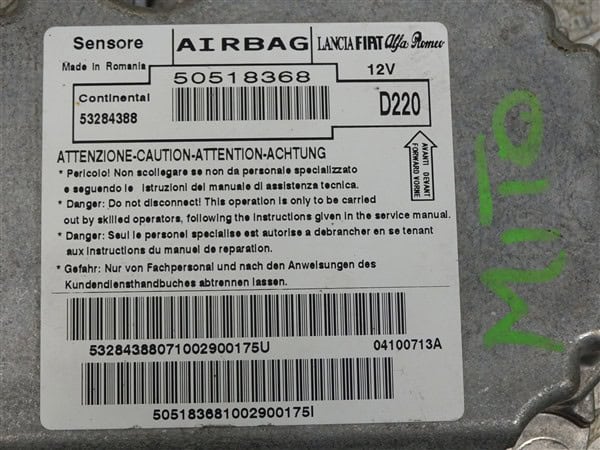 Sensore AIRBAG LANCIA FIAT Alfa Romeo
Made in Romania 50518368 12V
Continental
53284388
D220
AVANTI DEVANT
FORWARD VORNE
ATTENZIONE-CAUTION-ATTENTION-ACHTUNG
* Pericolo! Non scollegare se non da personale specializzato
e seguendo le istruzioni del manuale di assistenza tecnica.
* Danger: Do not disconnect! This operation is only to be carried
out by skilled operators, following the instructions given in the service manual.
* Danger: Seul le personel specialise est autorise a debrancher en se tenant
aux instructions du manuel de reparation.
* Gefahr: Nur von Fachpersonal und nach den Anweisungen des
Kundendiensthandbuches abtrennen lassen.
53284388071002900175U 04100713A
505183681002900175I
MITO